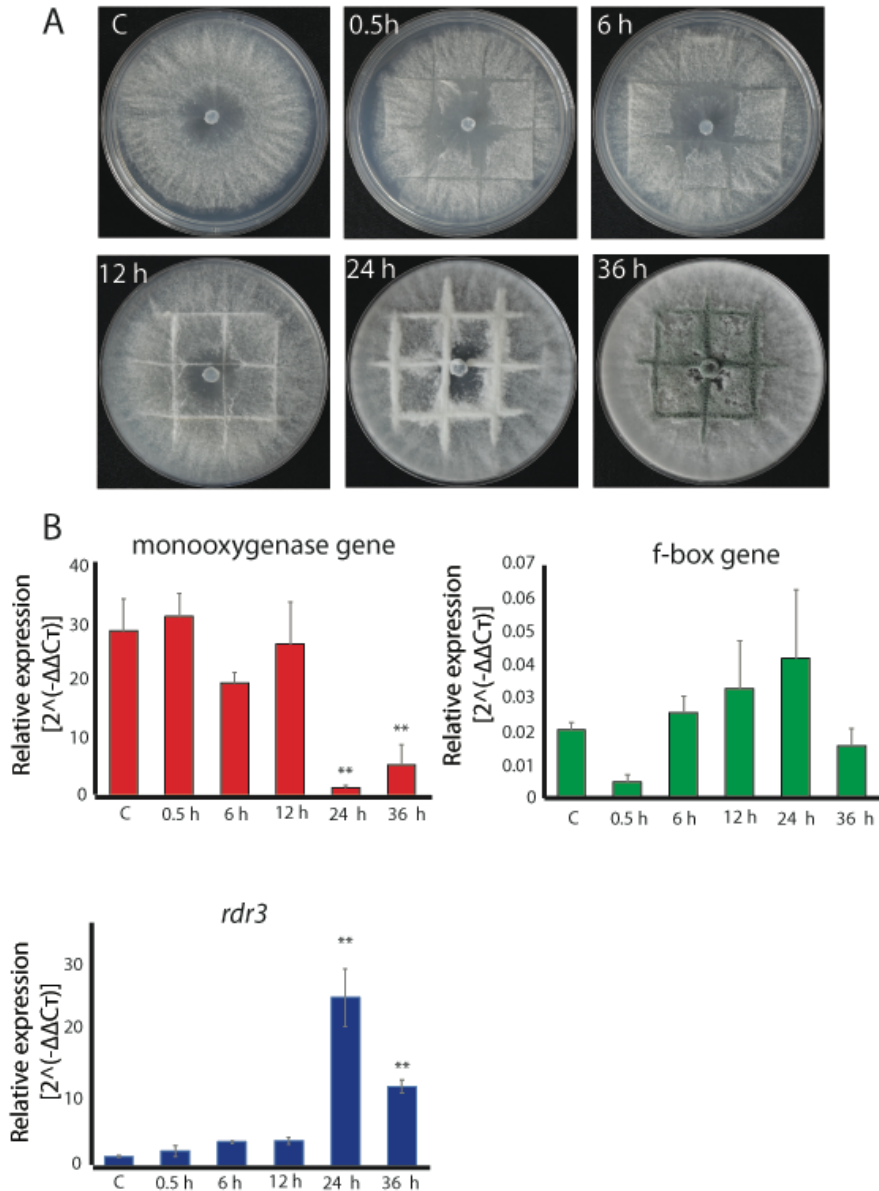 A
C
0.5h
6 h
12 h
24 h
36 h
B
monooxygenase gene
Relative expression
[2^(-ΔΔCт)]
40
30
20
10
0
**
**
C 0.5 h 6 h 12 h 24 h 36 h
f-box gene
Relative expression
[2^(-ΔΔCт)]
0.07
0.06
0.05
0.04
0.03
0.02
0.01
0
C 0.5 h 6 h 12 h 24 h 36 h
rdr3
Relative expression
[2^(-ΔΔCт)]
30
20
10
0
**
**
C 0.5 h 6 h 12 h 24 h 36 h